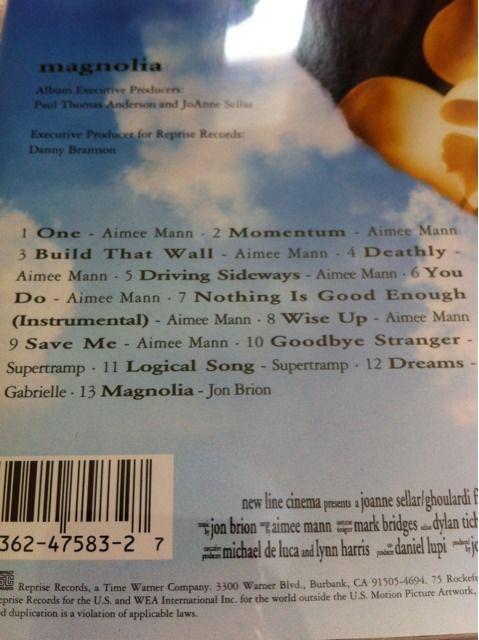 magnolia
Album Executive Producers:
Paul Thomas Anderson and JoAnne Sellar
Executive Producer for Reprise Records:
Danny Bramson
1 One - Aimee Mann · 2 Momentum - Aimee Mann
3 Build That Wall - Aimee Mann · 4 Deathly -
Aimee Mann · 5 Driving Sideways - Aimee Mann · 6 You
Do - Aimee Mann · 7 Nothing Is Good Enough
(Instrumental) - Aimee Mann · 8 Wise Up - Aimee Mann
9 Save Me - Aimee Mann · 10 Goodbye Stranger -
Supertramp · 11 Logical Song - Supertramp · 12 Dreams -
Gabrielle · 13 Magnolia - Jon Brion
362-47583-2 7
new line cinema presents a joanne sellar/ghoulardi f
jon brion aimee mann mark bridges dylan tich
michael de luca and lynn harris daniel lupi
Reprise Records, a Time Warner Company. 3300 Warner Blvd., Burbank, CA 91505-4694. 75 Rockefe
eprise Records for the U.S. and WEA International Inc. for the world outside the U.S. Motion Picture Artwork,
d duplication is a violation of applicable laws.